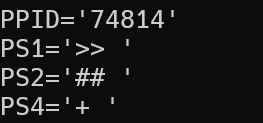 PPID='74814'
PS1='>> '
PS2='## '
PS4='+ '